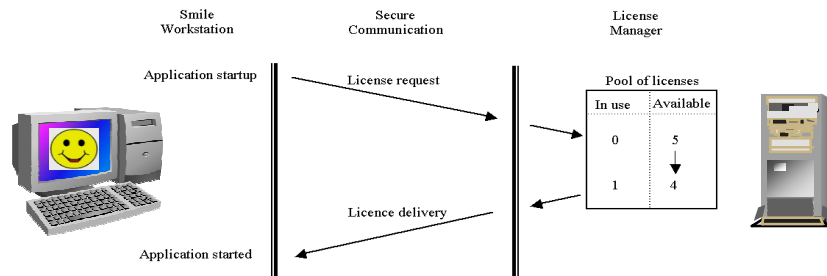 Smile
Workstation
Secure
Communication
License
Manager
Application startup
License request
Pool of licenses
In use
Available
0
5
1
4
Licence delivery
Application started